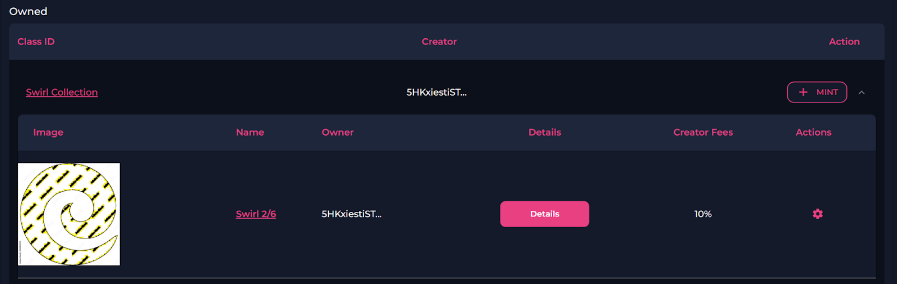 Owned
Class ID Creator Action
Swirl Collection 5HKxiestiST... + MINT
Image Name Owner Details Creator Fees Actions
Swirl 2/6 5HKxiestiST... Details 10%